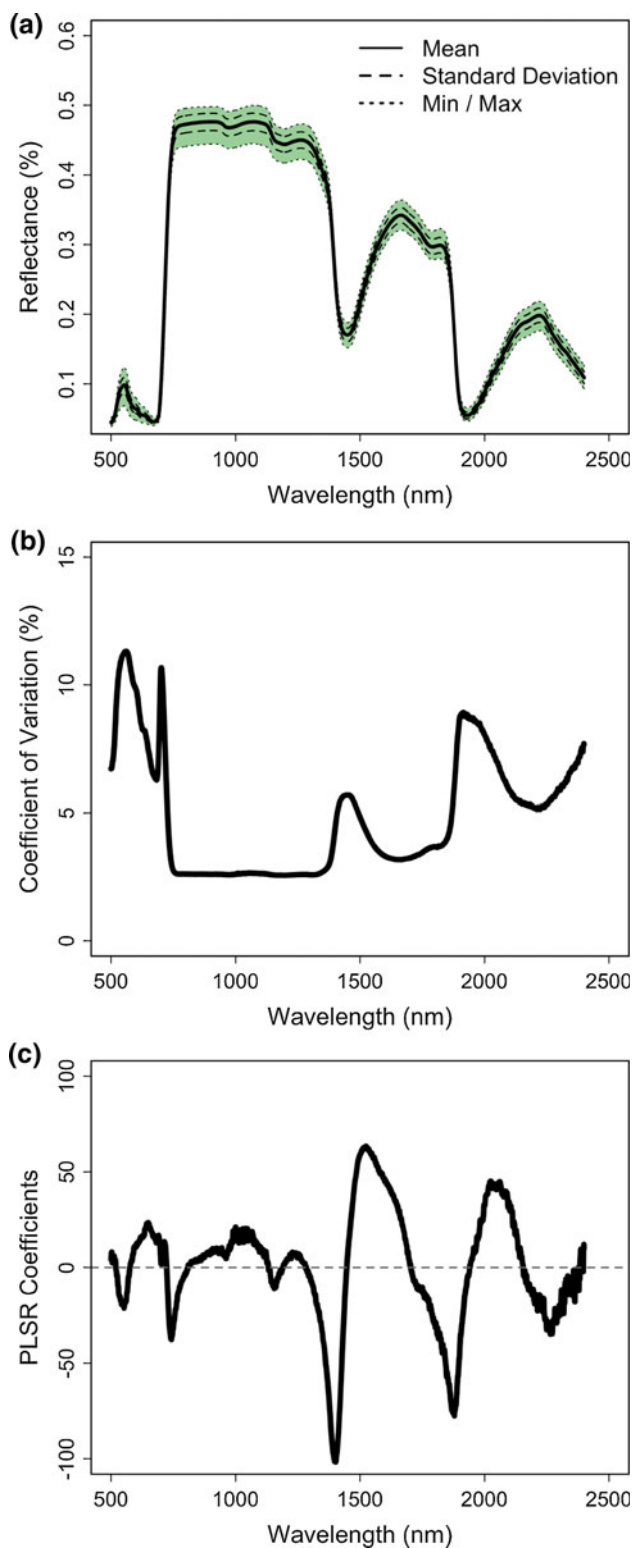 (a)
0.6
0.5
0.4
0.3
0.2
0.1
Reflectance (%)
Mean
Standard Deviation
Min / Max
500 1000 1500 2000 2500
Wavelength (nm)
(b)
15
10
5
0
Coefficient of Variation (%)
500 1000 1500 2000 2500
Wavelength (nm)
(c)
100
50
0
-50
-100
PLSR Coefficients
500 1000 1500 2000 2500
Wavelength (nm)